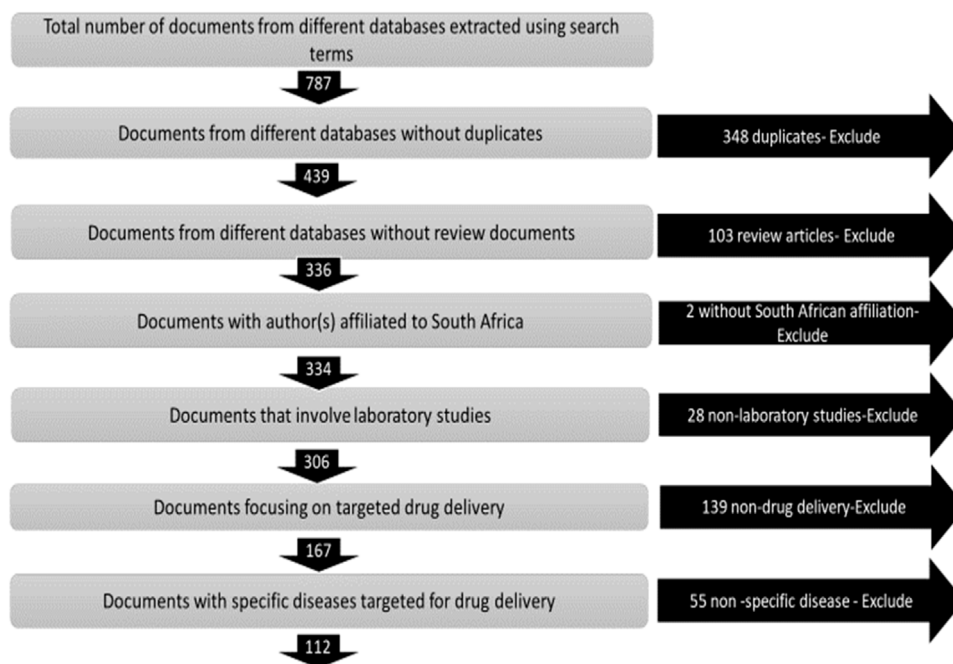 Total number of documents from different databases extracted using search
terms
787
Documents from different databases without duplicates
348 duplicates- Exclude
439
Documents from different databases without review documents
103 review articles- Exclude
336
Documents with author(s) affiliated to South Africa
2 without South African affiliation-
Exclude
334
Documents that involve laboratory studies
28 non-laboratory studies-Exclude
306
Documents focusing on targeted drug delivery
139 non-drug delivery-Exclude
167
Documents with specific diseases targeted for drug delivery
55 non -specific disease - Exclude
112